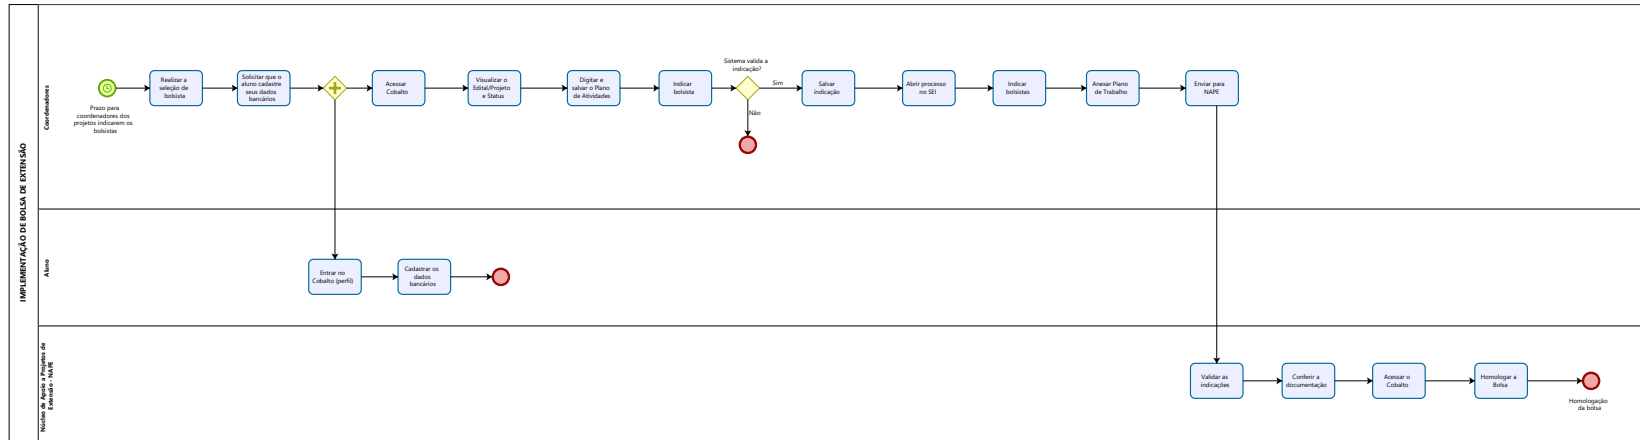 IMPLEMENTAÇÃO DE BOLSA DE EXTENSÃO
Coordenadores
Prazo para
coordenadores dos
projetos indicarem os
bolsistas
Realizar a
seleção de
bolsista
Solicitar que o
aluno cadastre
seus dados
bancários
Acessar
Cobalto
Visualizar o
Edital/Projeto
e Status
Digitar e
salvar o Plano
de Atividades
Indicar
bolsista
Sistema valida a
indicação?
Sim
Não
Salvar
indicação
Abrir processo
no SEI
Indicar
bolsistas
Anexar Plano
de Trabalho
Enviar para
NAPE
Aluno
Entrar no
Cobalto (perfil)
Cadastrar os
dados
bancários
Núcleo de Apoio a Projetos de
Extensão - NAPE
Validar as
indicações
Conferir a
documentação
Acessar o
Cobalto
Homologar a
Bolsa
Homologação
da bolsa